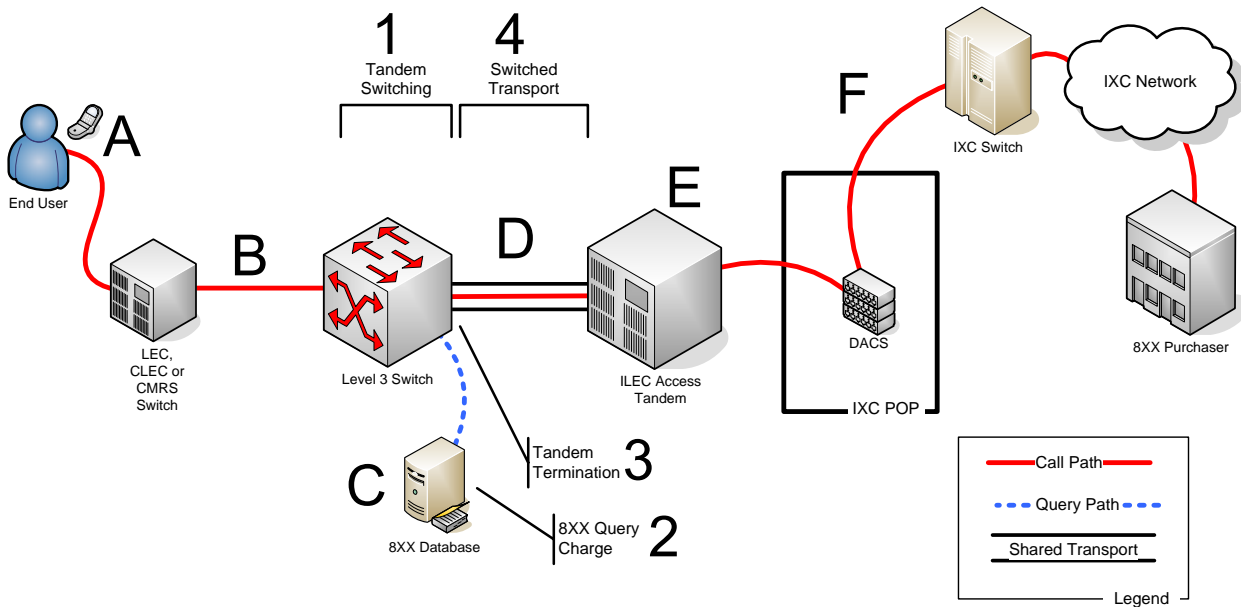 1
Tandem
Switching
4
Switched
Transport
A
End User
B
LEC,
CLEC or
CMRS
Switch
Level 3 Switch
D
E
ILEC Access
Tandem
F
IXC Switch
IXC Network
DACS
IXC POP
8XX Purchaser
C
8XX Database
Tandem
Termination
3
8XX Query
Charge
2
Call Path
Query Path
Shared Transport
Legend